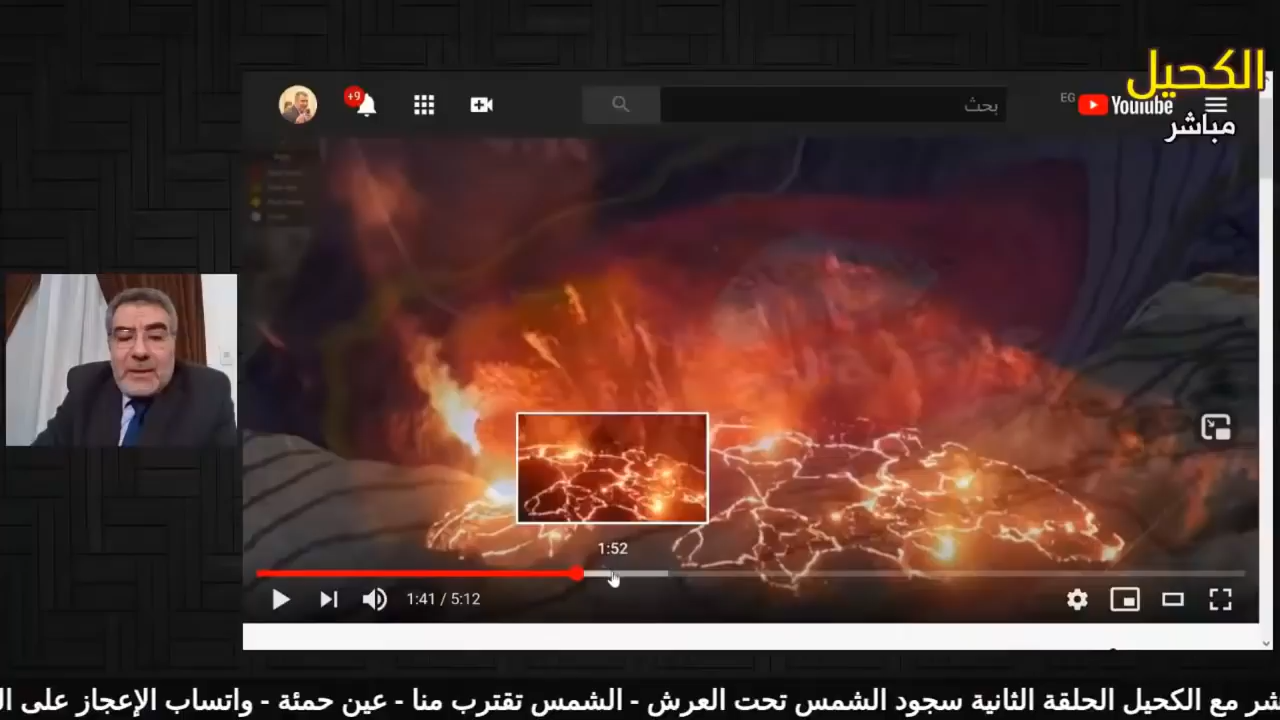 الكحيل
مباشر
+9
بحث
EG
YouTube
1:52
1:41 / 5:12
شر مع الكحيل الحلقة الثانية سجود الشمس تحت العرش - الشمس تقترب منا - عين حمئة - واتساب الإعجاز على